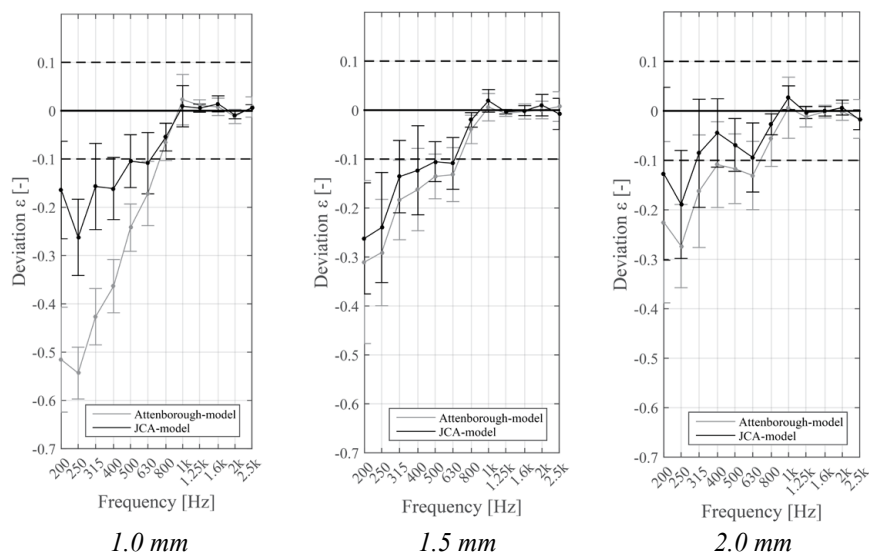 0.1
0
-0.1
-0.2
-0.3
-0.4
-0.5
-0.6
-0.7
Deviation ε [-]
Attenborough-model
JCA-model
200 250 315 400 500 630 800 1k 1.25k 1.6k 2k 2.5k
Frequency [Hz]
1.0 mm
0.1
0
-0.1
-0.2
-0.3
-0.4
-0.5
-0.6
-0.7
Deviation ε [-]
Attenborough-model
JCA-model
200 250 315 400 500 630 800 1k 1.25k 1.6k 2k 2.5k
Frequency [Hz]
1.5 mm
0.2
0.1
0
-0.1
-0.2
-0.3
-0.4
-0.5
-0.6
-0.7
Deviation ε [-]
Attenborough-model
JCA-model
200 250 315 400 500 630 800 1k 1.25k 1.6k 2k 2.5k
Frequency [Hz]
2.0 mm